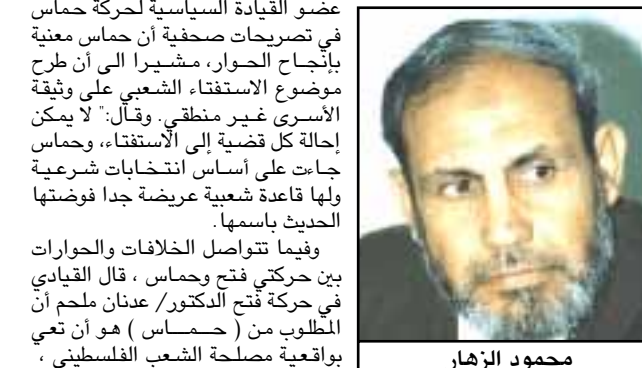 عضو القيادة السياسية لحركة حماس
في تصريحات صحفية أن حماس معنية
بإنجاح الحوار، مشيرا الى أن طرح
موضوع الاستفتاء الشعبي على وثيقة
الأسرى غير منطقي. وقال:" لا يمكن
إحالة كل قضية إلى الاستفتاء، وحماس
جاءت على أساس انتخابات شرعية
ولها قاعدة شعبية عريضة جدا فوضتها
الحديث باسمها.
وفيما تتواصل الخلافات والحوارات
بين حركتي فتح وحماس ، قال القيادي
في حركة فتح الدكتور/ عدنان ملحم أن
المطلوب من ( حــمــاس ) هو أن تعي
بواقعية مصلحة الشعب الفلسطيني ،
محمود الزهار